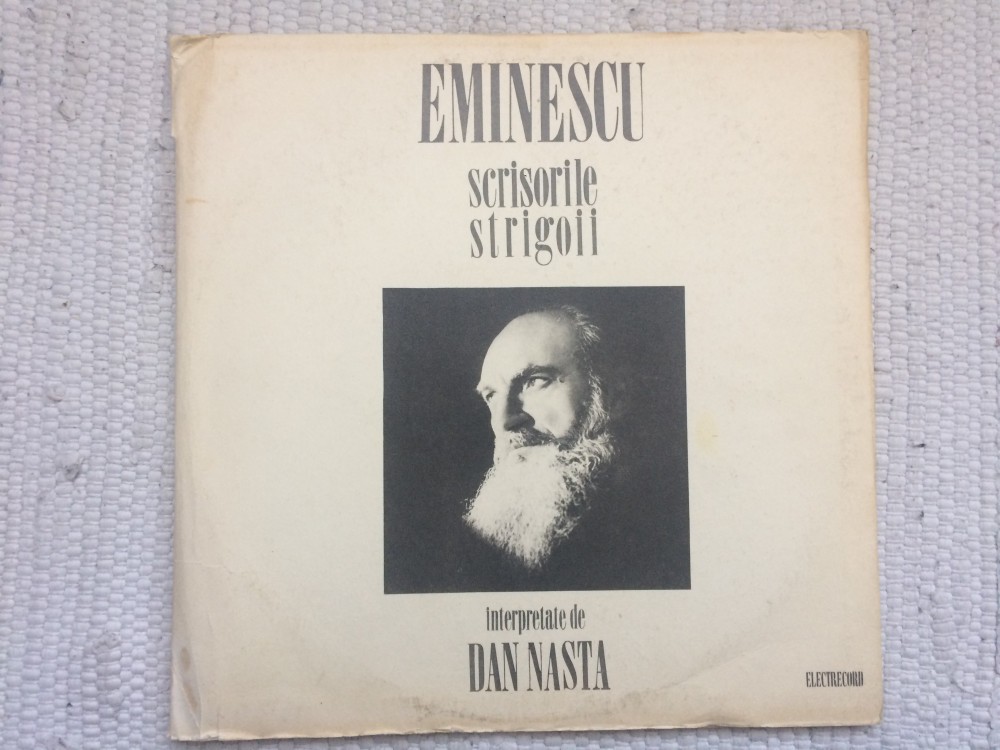 EMINESCU
scrisorile
strigoii
interpretate de
DAN NASTA
ELECTRECORD